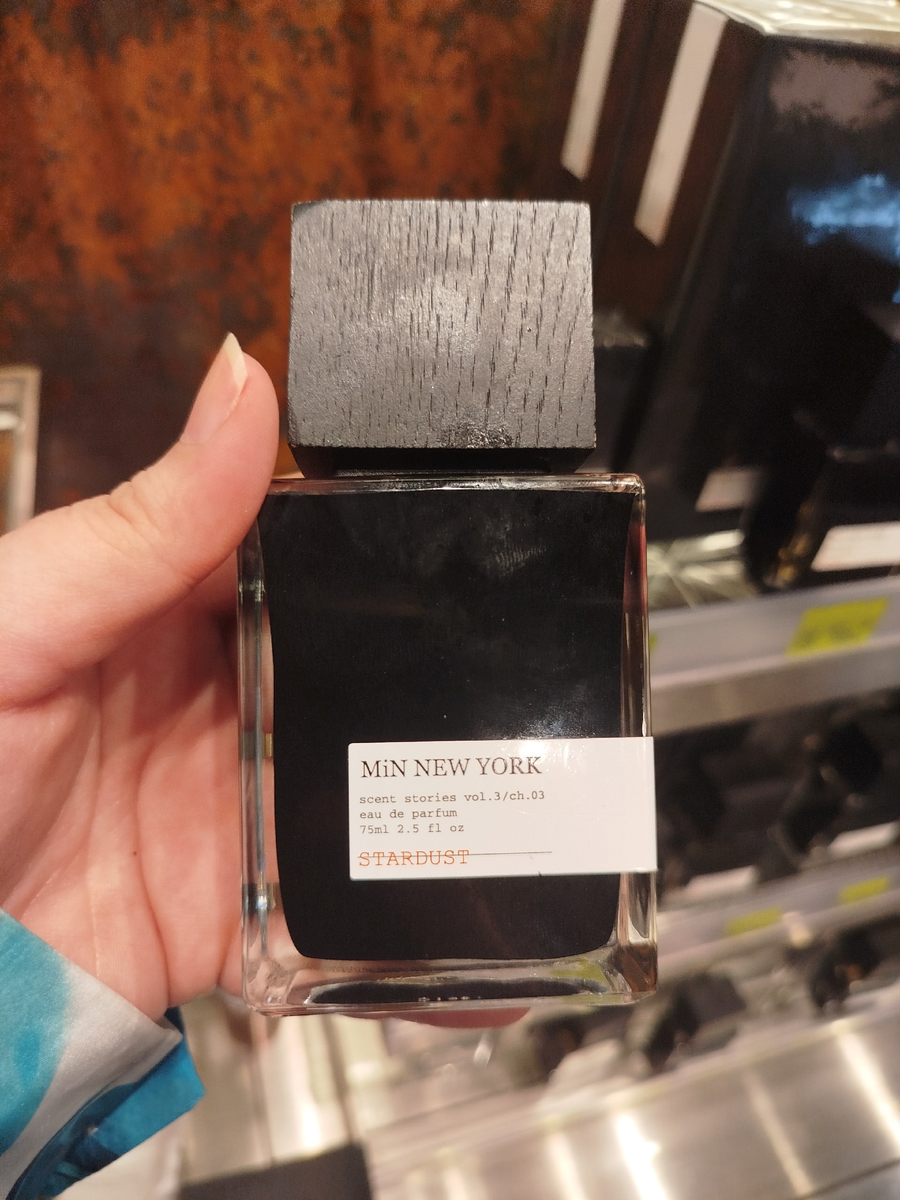 MiN NEW YORK
scent stories vol.3/ch.03
eau de parfum
75ml 2.5 fl oz
STARDUST